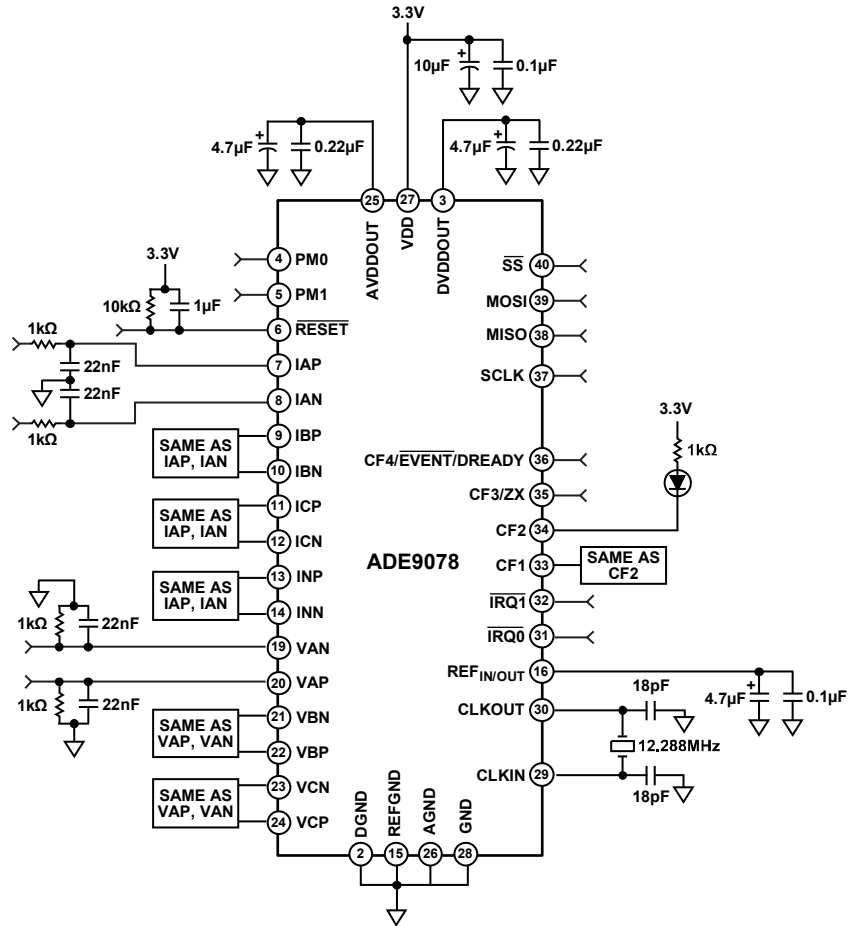 3.3V
10µF
+
0.1µF
4.7µF
+
0.22µF
4.7µF
+
0.22µF
25
27
3
AVDDOUT
VDD
DVDDOUT
3.3V
10kΩ
1µF
4
PM0
5
PM1
6
RESET
1kΩ
7
IAP
22nF
22nF
8
IAN
1kΩ
SAME AS
IAP, IAN
9
IBP
10
IBN
SAME AS
IAP, IAN
11
ICP
12
ICN
SAME AS
IAP, IAN
13
INP
14
INN
1kΩ
22nF
19
VAN
20
VAP
1kΩ
22nF
SAME AS
VAP, VAN
21
VBN
22
VBP
SAME AS
VAP, VAN
23
VCN
24
VCP
ADE9078
SS
40
MOSI
39
MISO
38
SCLK
37
3.3V
1kΩ
CF4/EVENT/DREADY
36
CF3/ZX
35
CF2
34
CF1
33
SAME AS
CF2
IRQ1
32
IRQ0
31
REFIN/OUT
16
4.7µF
+
0.1µF
CLKOUT
30
18pF
12.288MHz
CLKIN
29
18pF
DGND
REFGND
AGND
GND
2
15
26
28